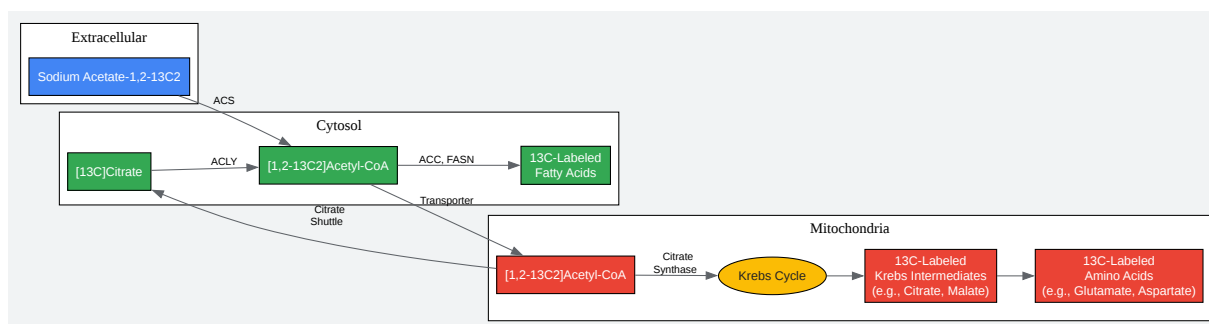 Extracellular
Sodium Acetate-1,2-13C2
ACS
Cytosol
[13C]Citrate
ACLY
[1,2-13C2]Acetyl-CoA
ACC, FASN
13C-Labeled
Fatty Acids
Citrate
Shuttle
Transporter
Mitochondria
[1,2-13C2]Acetyl-CoA
Citrate
Synthase
Krebs Cycle
13C-Labeled
Krebs Intermediates
(e.g., Citrate, Malate)
13C-Labeled
Amino Acids
(e.g., Glutamate, Aspartate)